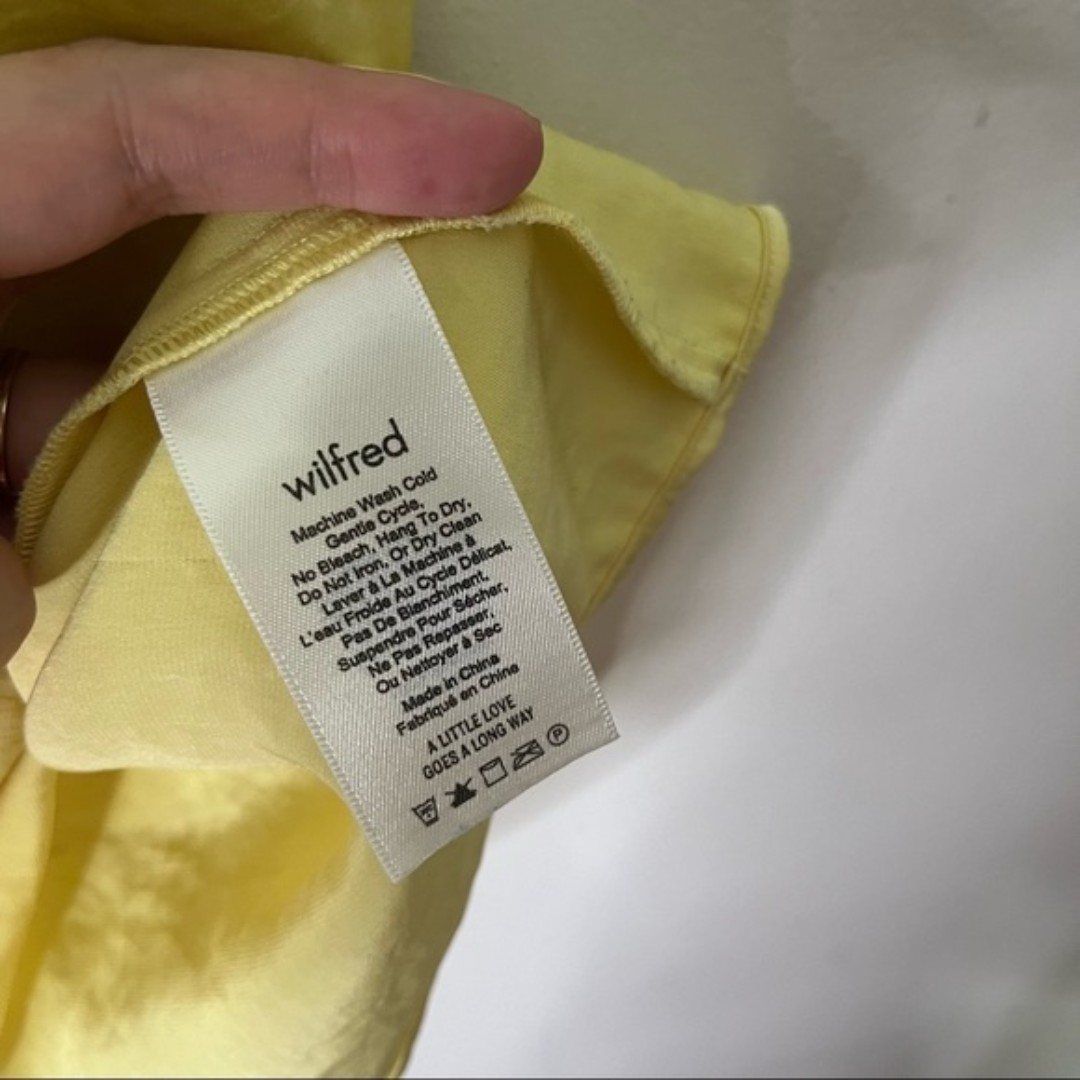 wilfred
Machine Wash Cold
Gentle Cycle,
No Bleach, Hang To Dry,
Do Not Iron, Or Dry Clean
Laver à La Machine à
L'eau Froide Au Cycle Délicat,
Pas De Blanchiment,
Suspendre Pour Sécher,
Ne Pas Repasser,
Ou Nettoyer à Sec
Made in China
Fabriqué en Chine
A LITTLE LOVE
GOES A LONG WAY
P